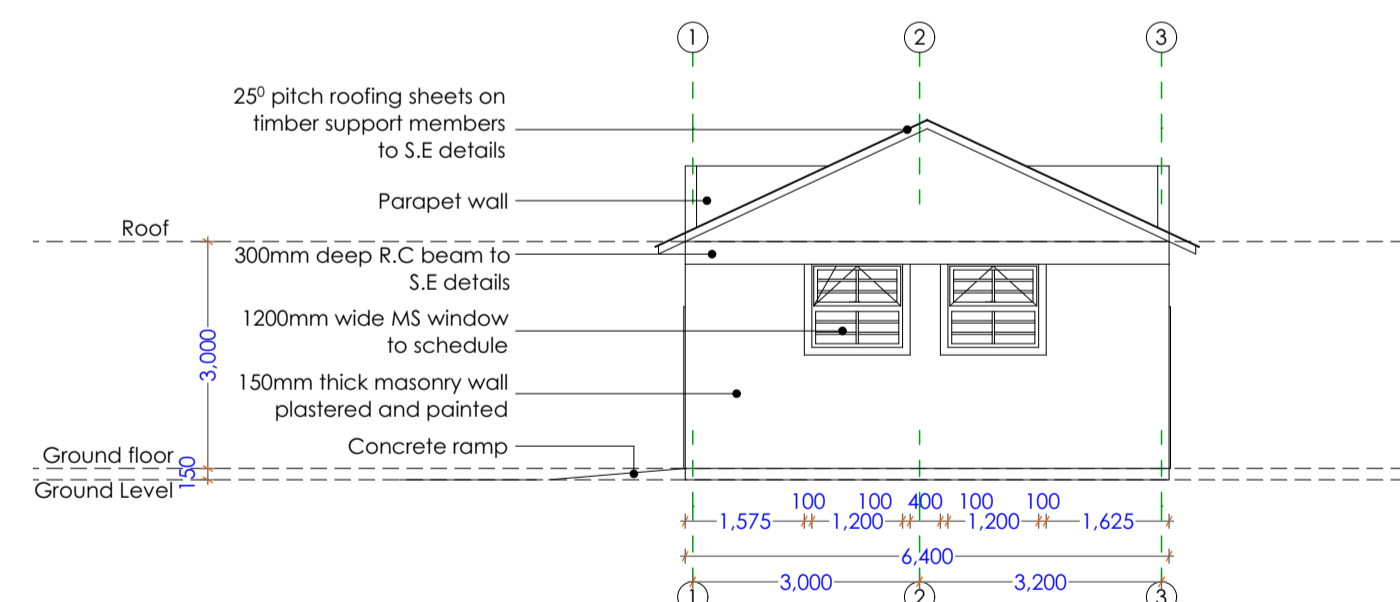 1
2
3
25⁰ pitch roofing sheets on
timber support members
to S.E details
Parapet wall
Roof
300mm deep R.C beam to
S.E details
1200mm wide MS window
to schedule
3,000
150mm thick masonry wall
plastered and painted
Concrete ramp
Ground floor
150
Ground Level
100 100 400 100 100
1,575 1,200 1,200 1,625
6,400
3,000 3,200
1 2 3